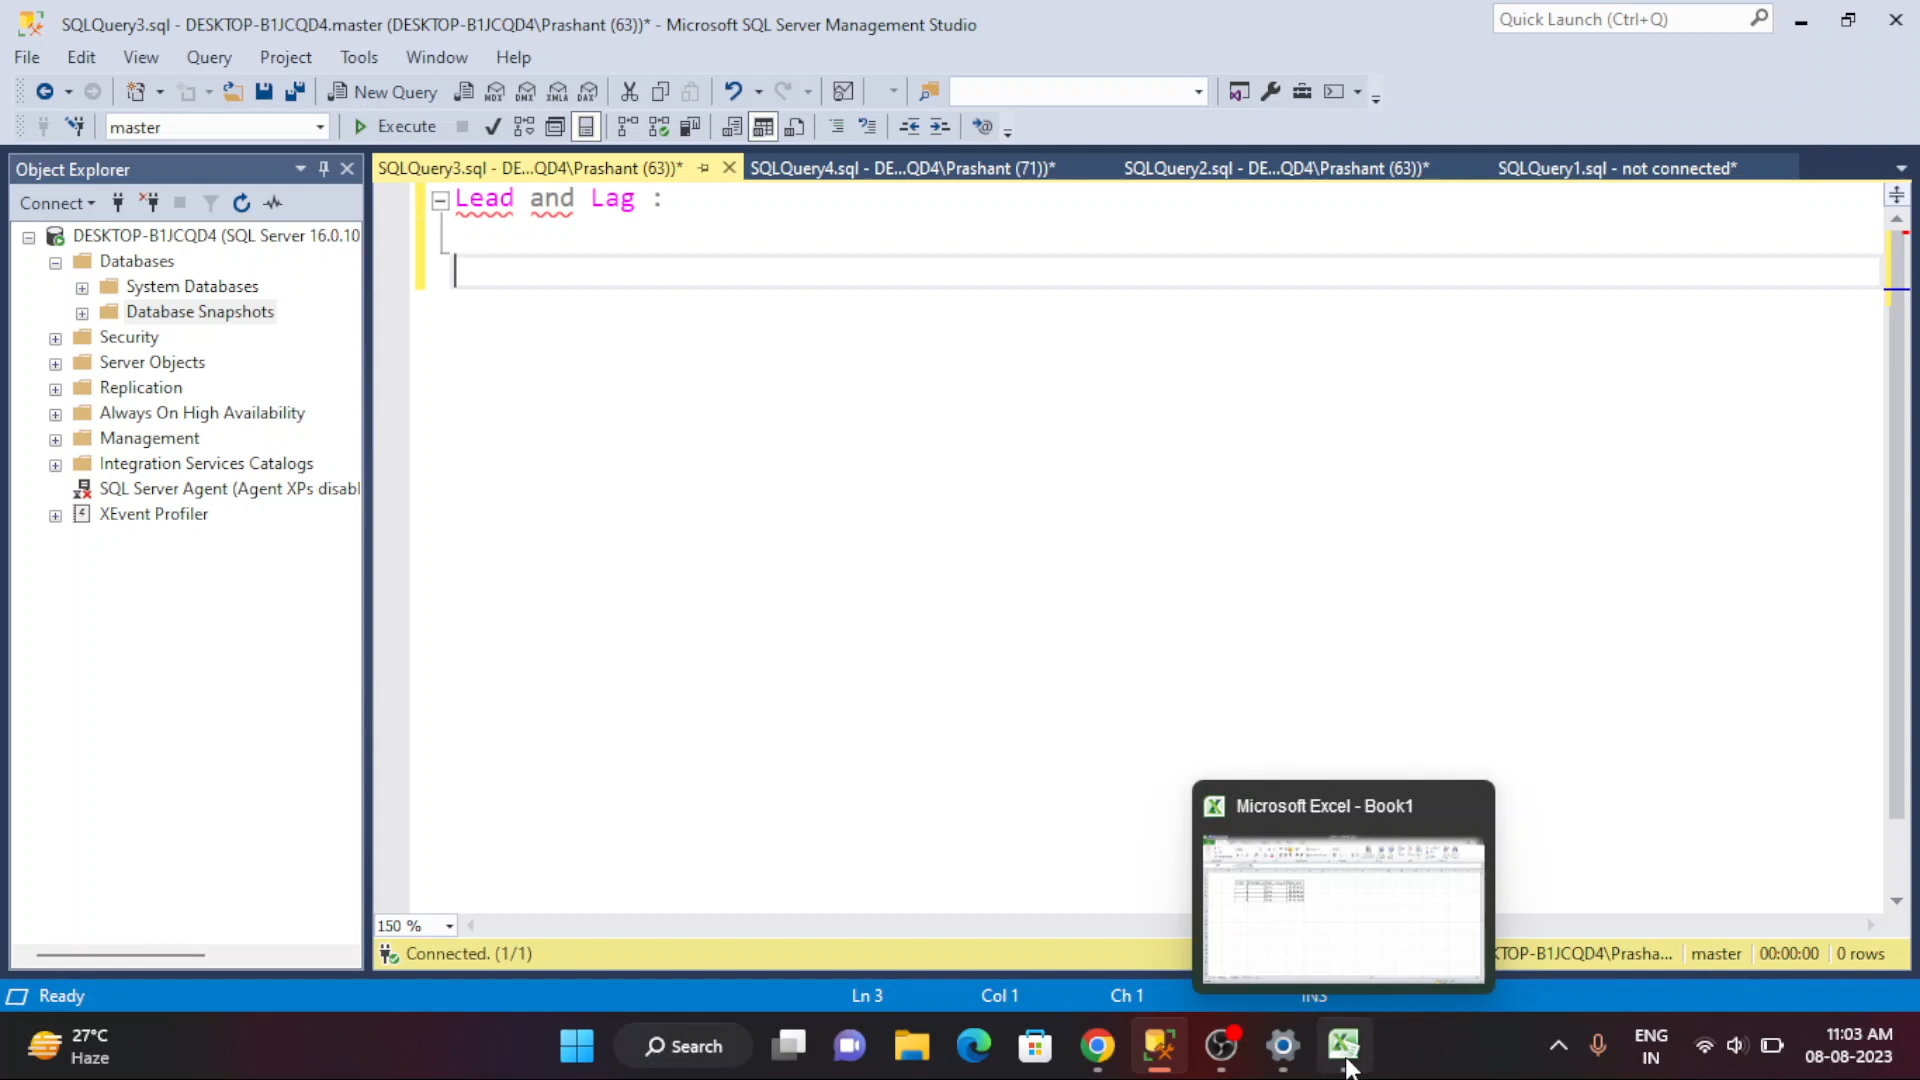 SQLQuery3.sql - DESKTOP-B1JCQD4.master (DESKTOP-B1JCQD4\Prashant (63))* - Microsoft SQL Server Management Studio
Quick Launch (Ctrl+Q)
File Edit View Query Project Tools Window Help
New Query MDX DMX XMLA DAX
master Execute
Object Explorer
SQLQuery3.sql - DE...QD4\Prashant (63))* SQLQuery4.sql - DE...QD4\Prashant (71))* SQLQuery2.sql - DE...QD4\Prashant (63))* SQLQuery1.sql - not connected*
Connect
Lead and Lag :
DESKTOP-B1JCQD4 (SQL Server 16.0.10
Databases
System Databases
Database Snapshots
Security
Server Objects
Replication
Always On High Availability
Management
Integration Services Catalogs
SQL Server Agent (Agent XPs disabl
XEvent Profiler
Microsoft Excel - Book1
150 %
Connected. (1/1)
KTOP-B1JCQD4\Prasha... master 00:00:00 0 rows
Ready Ln 3 Col 1 Ch 1 INS
27°C
Haze
Search
ENG
IN
11:03 AM
08-08-2023